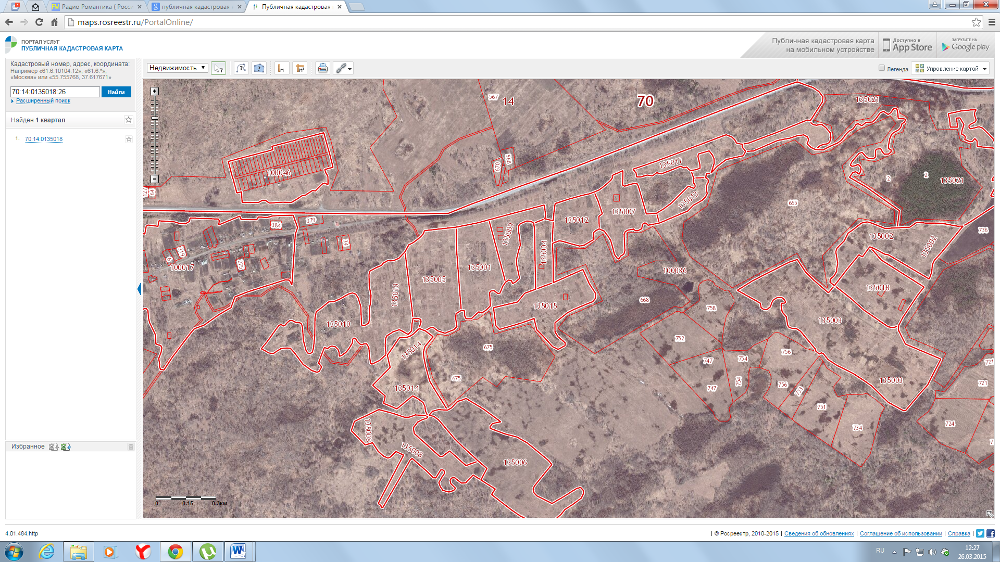 Радио Романтика ( Росси
публичная кадастровая к
Публичная кадастровая
maps.rosreestr.ru/PortalOnline/
ПОРТАЛ УСЛУГ
ПУБЛИЧНАЯ КАДАСТРОВАЯ КАРТА
Публичная кадастровая карта
на мобильном устройстве
Доступно в
App Store
ЗАГРУЗИТЕ НА
Google play
Кадастровый номер, адрес, координата:
Например «61:6:10104:12», «61:6:*»,
«Москва» или «55.755768, 37.617671»
70:14:0135018:26
Найти
Расширенный поиск
Недвижимость
Легенда
Управление картой
Найден 1 квартал
1. 70:14:0135018
Избранное
567
14
70
135021
100046
670
568
135017
135013
2
2
135021
127
64
384
379
34
319
61
275
100017
135009
135004
135012
135007
665
135002
135002
736
135010
135005
135001
135015
100036
668
758
135018
135003
135010
135014
675
675
752
747
754
756
747
754
756
733
751
734
135003
721
721
724
135014
135008
135008
135006
0 0.15 0.3км
4.01.484.http
| © Росреестр, 2010-2015 | Сведения об обновлениях | Соглашение об использовании | Справка |
RU
12:27
26.03.2015